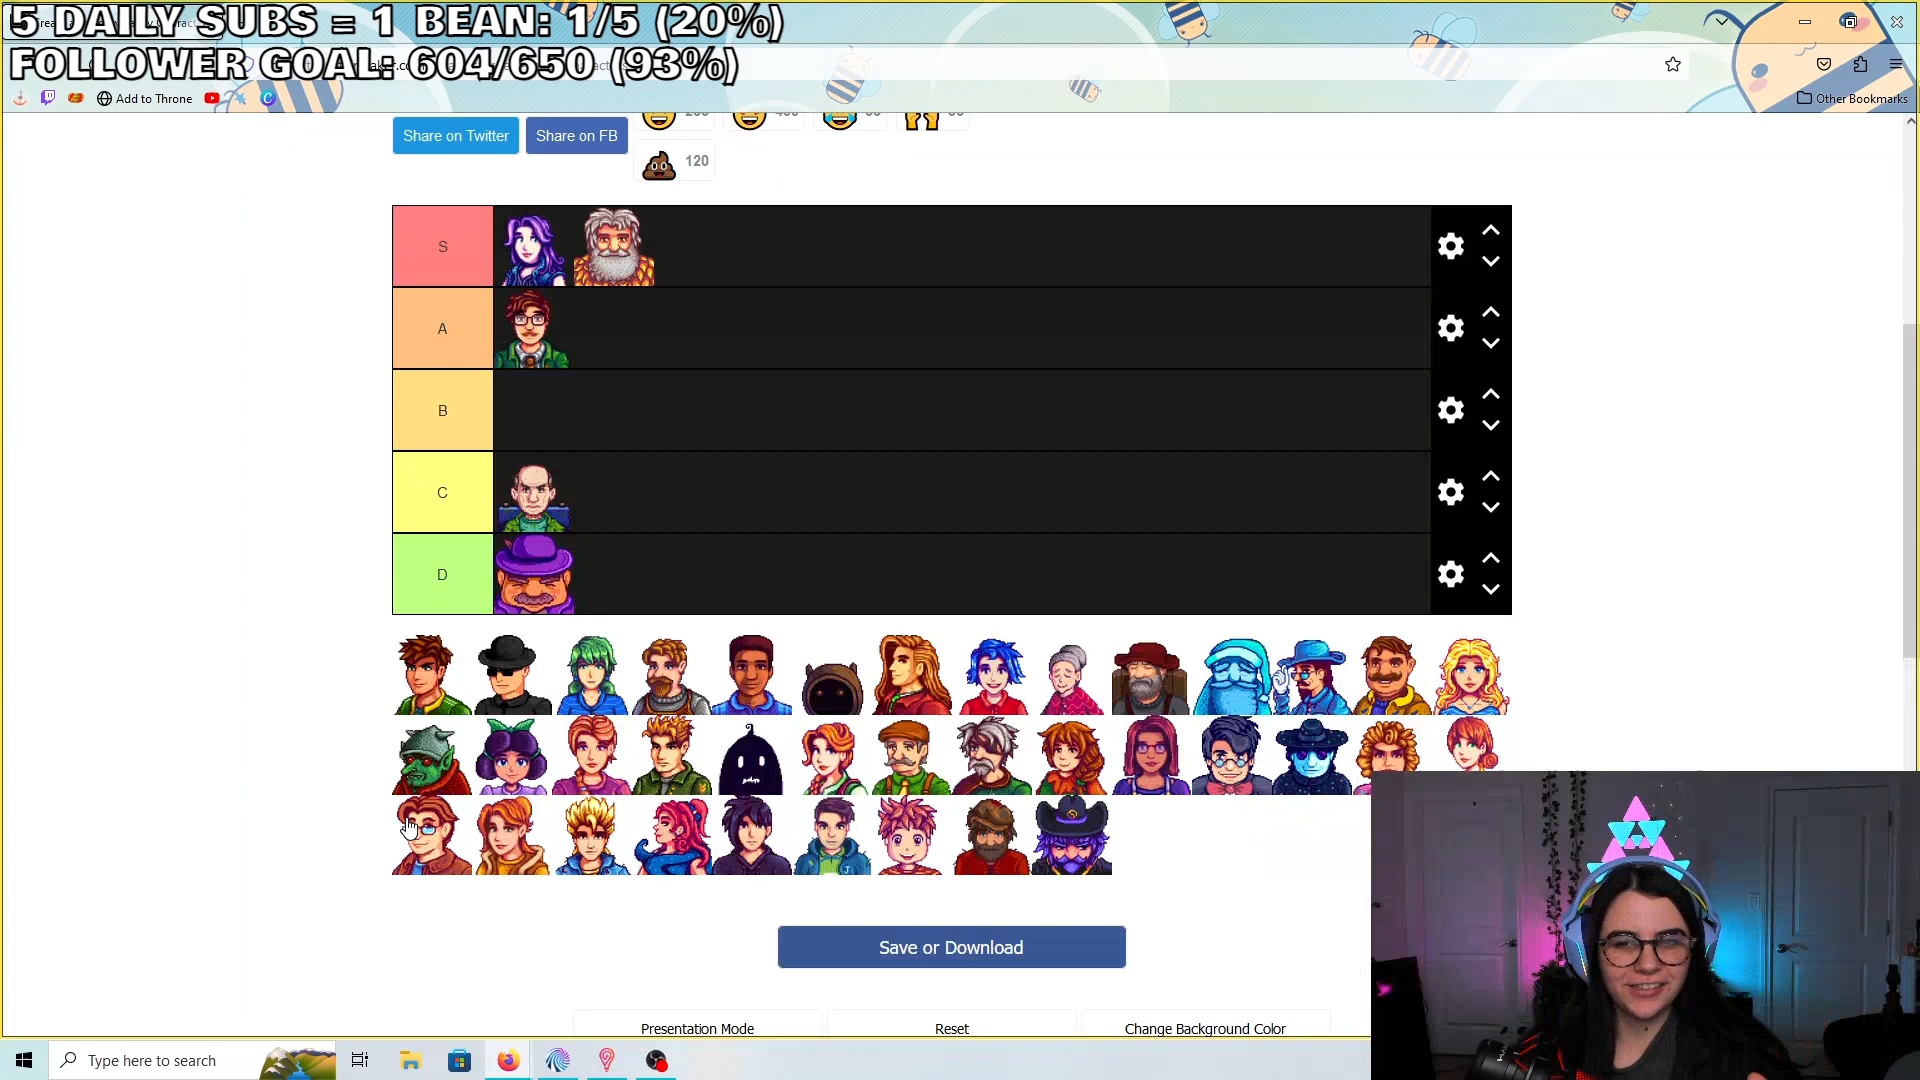 5 DAILY SUBS = 1 BEAN: 1/5 (20%)
FOLLOWER GOAL: 604/650 (93%)
Add to Throne
Other Bookmarks
Share on Twitter
Share on FB
120
S
A
B
C
D
Save or Download
Presentation Mode
Reset
Change Background Color
Type here to search